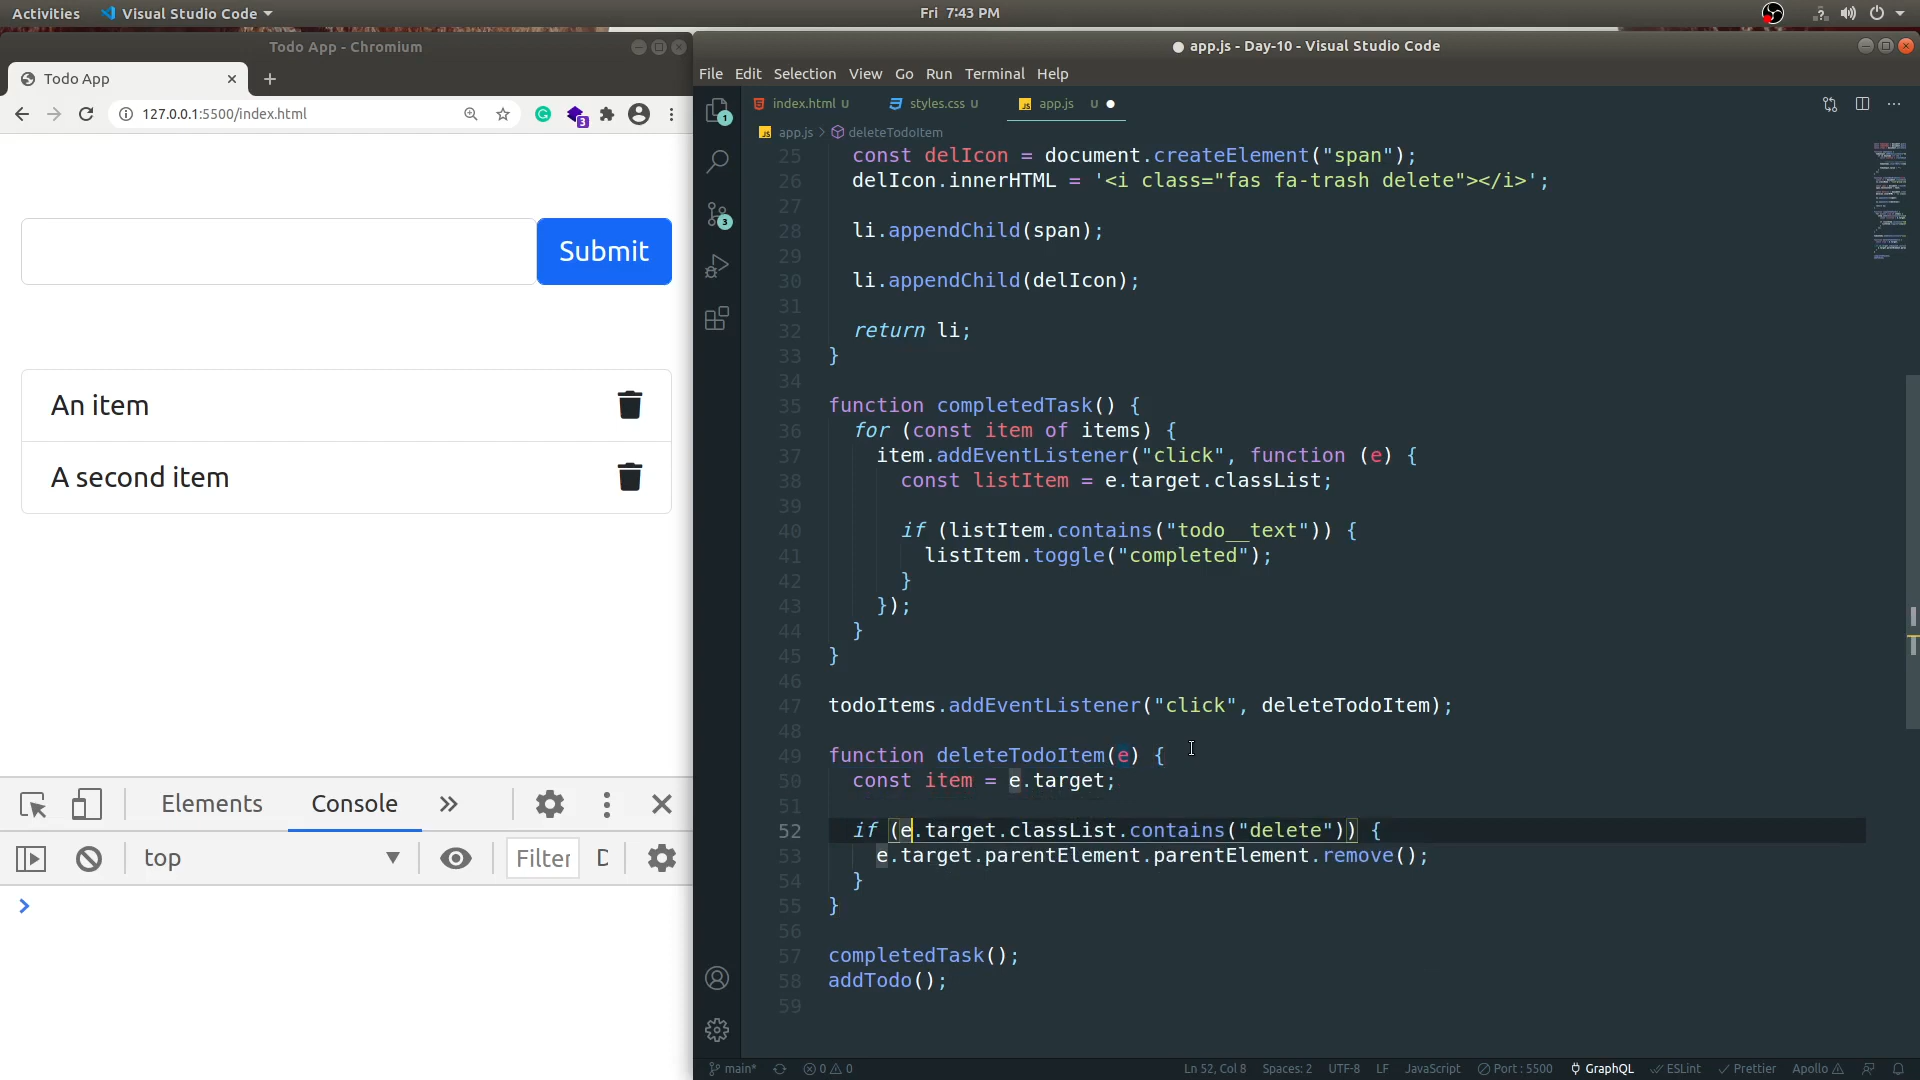 Activities
Visual Studio Code
Fri 7:43 PM
Todo App - Chromium
Todo App
127.0.0.1:5500/index.html
3
Submit
An item
A second item
Elements
Console
top
Filter
D
app.js - Day-10 - Visual Studio Code
File Edit Selection View Go Run Terminal Help
1
3
index.html U
styles.css U
app.js U
app.js > deleteTodoItem
25 const delIcon = document.createElement("span");
26 delIcon.innerHTML = '<i class="fas fa-trash delete"></i>';
27
28 li.appendChild(span);
29
30 li.appendChild(delIcon);
31
32 return li;
33 }
34
35 function completedTask() {
36 for (const item of items) {
37 item.addEventListener("click", function (e) {
38 const listItem = e.target.classList;
39
40 if (listItem.contains("todo__text")) {
41 listItem.toggle("completed");
42 }
43 });
44 }
45 }
46
47 todoItems.addEventListener("click", deleteTodoItem);
48
49 function deleteTodoItem(e) {
50 const item = e.target;
51
52 if (e.target.classList.contains("delete")) {
53 e.target.parentElement.parentElement.remove();
54 }
55 }
56
57 completedTask();
58 addTodo();
59
main* 0 0 Ln 52, Col 8 Spaces: 2 UTF-8 LF JavaScript Port : 5500 GraphQL ESLint Prettier Apollo